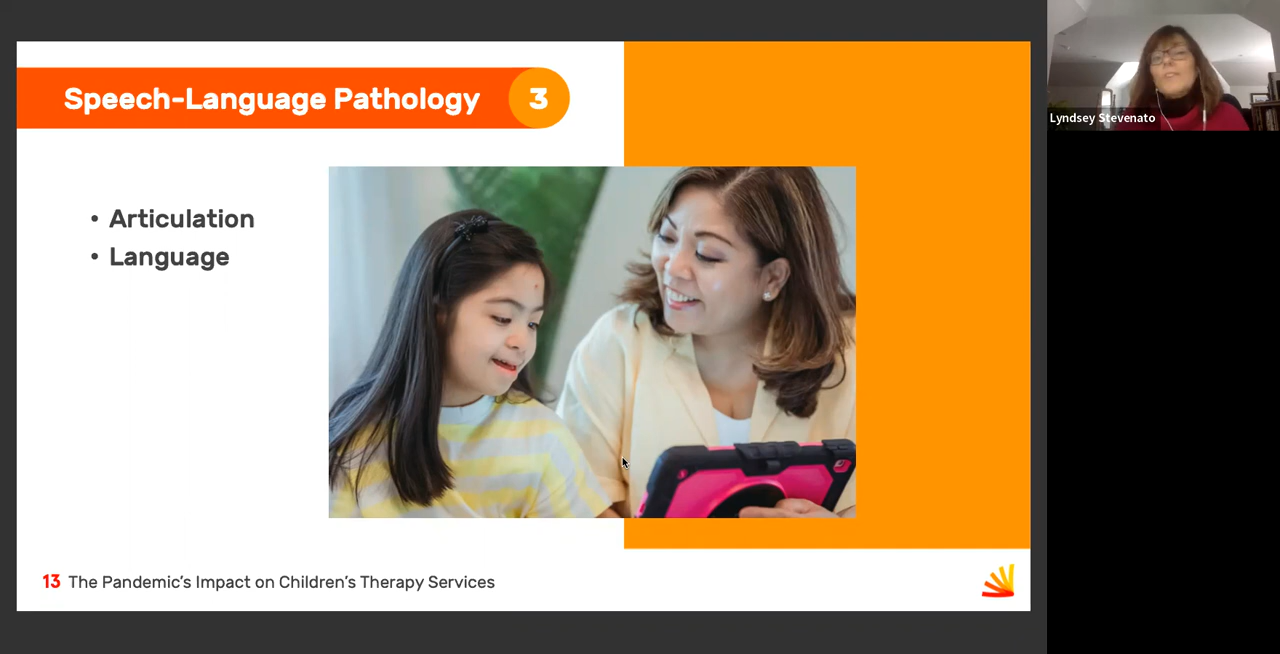 Speech-Language Pathology 3
• Articulation
• Language
13 The Pandemic’s Impact on Children’s Therapy Services
Lyndsey Stevenato